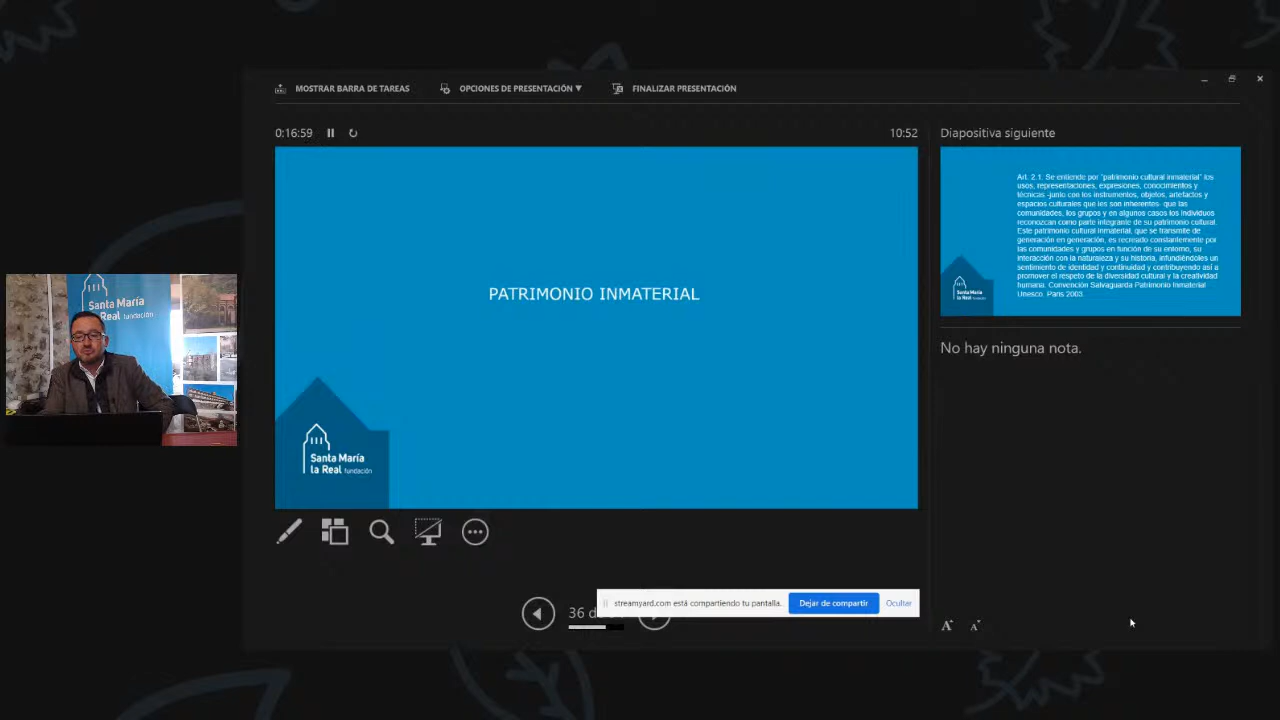 MOSTRAR BARRA DE TAREAS
OPCIONES DE PRESENTACIÓN ▼
FINALIZAR PRESENTACIÓN
0:16:59
10:52
PATRIMONIO INMATERIAL
Santa María
la Real fundación
Diapositiva siguiente
Art. 2.1. Se entiende por "patrimonio cultural inmaterial" los
usos, representaciones, expresiones, conocimientos y
técnicas -junto con los instrumentos, objetos, artefactos y
espacios culturales que les son inherentes- que las
comunidades, los grupos y en algunos casos los individuos
reconozcan como parte integrante de su patrimonio cultural.
Este patrimonio cultural inmaterial, que se transmite de
generación en generación, es recreado constantemente por
las comunidades y grupos en función de su entorno, su
interacción con la naturaleza y su historia, infundiéndoles un
sentimiento de identidad y continuidad y contribuyendo así a
promover el respeto de la diversidad cultural y la creatividad
humana. Convención Salvaguarda Patrimonio Inmaterial
Unesco. París 2003.
Santa María
la Real fundación
No hay ninguna nota.
Santa María
la Real fundación
36 d
streamyard.com está compartiendo tu pantalla.
Dejar de compartir
Ocultar
A
A